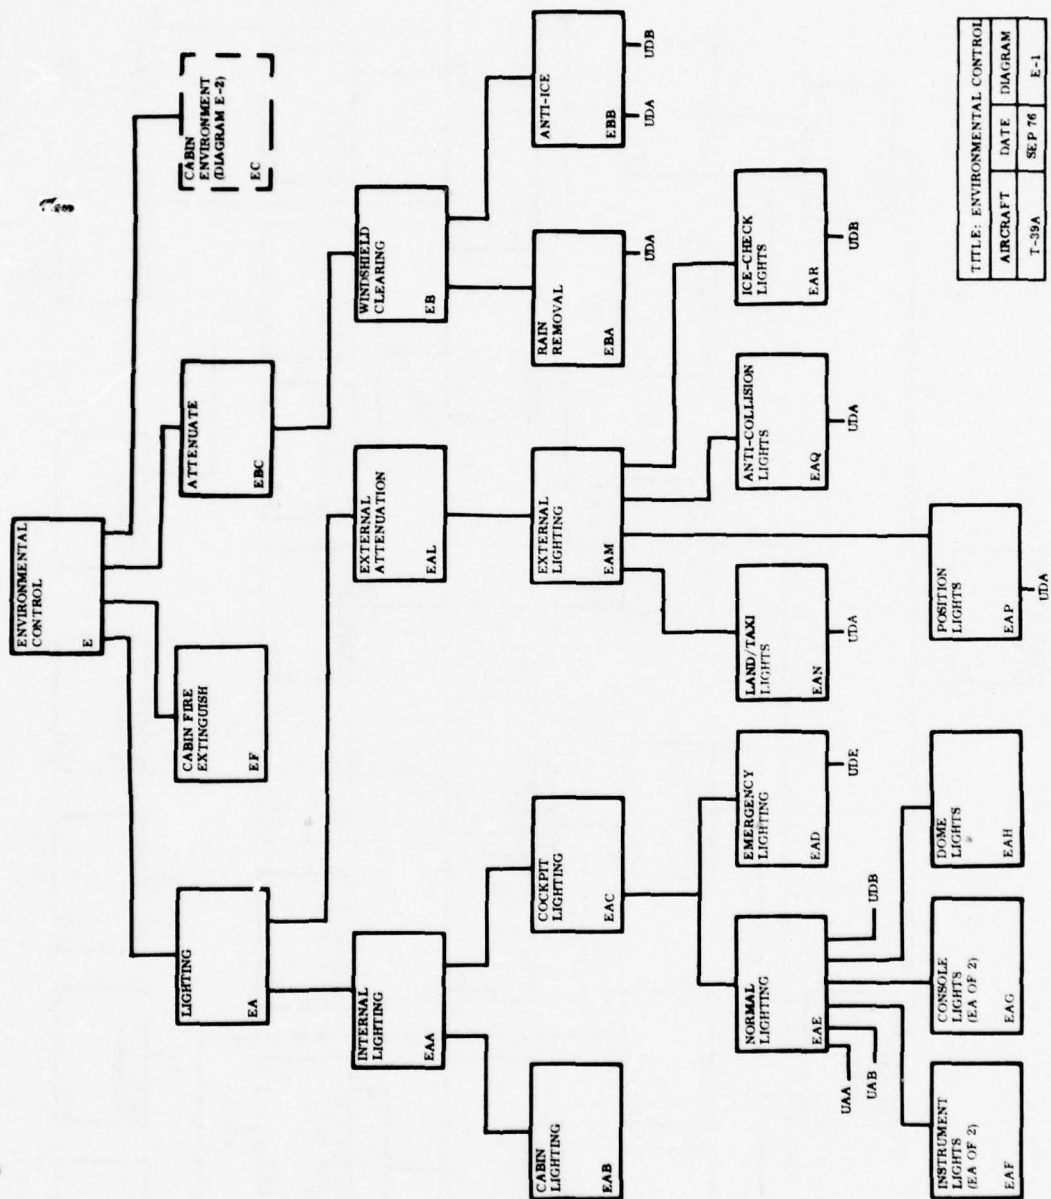 ENVIRONMENTAL
CONTROL
E
LIGHTING
EA
CABIN FIRE
EXTINGUISH
EF
ATTENUATE
EBC
CABIN
ENVIRONMENT
(DIAGRAM E-2)
EC
INTERNAL
LIGHTING
EAA
EXTERNAL
ATTENUATION
EAL
WINDSHIELD
CLEARING
EB
CABIN
LIGHTING
EAB
COCKPIT
LIGHTING
EAC
EXTERNAL
LIGHTING
EAM
RAIN
REMOVAL
EBA
UDA
ANTI-ICE
EBB
UDA
UDB
NORMAL
LIGHTING
EAE
UAA
UAB
UDB
EMERGENCY
LIGHTING
EAD
UDE
LAND/TAXI
LIGHTS
EAN
UDA
ANTI-COLLISION
LIGHTS
EAQ
UDA
ICE-CHECK
LIGHTS
EAR
UDB
INSTRUMENT
LIGHTS
(EA OF 2)
EAF
CONSOLE
LIGHTS
(EA OF 2)
EAG
DOME
LIGHTS
EAH
POSITION
LIGHTS
EAP
UDA
TITLE: ENVIRONMENTAL CONTROL
AIRCRAFT DATE DIAGRAM
T-39A SEP 76 E-1